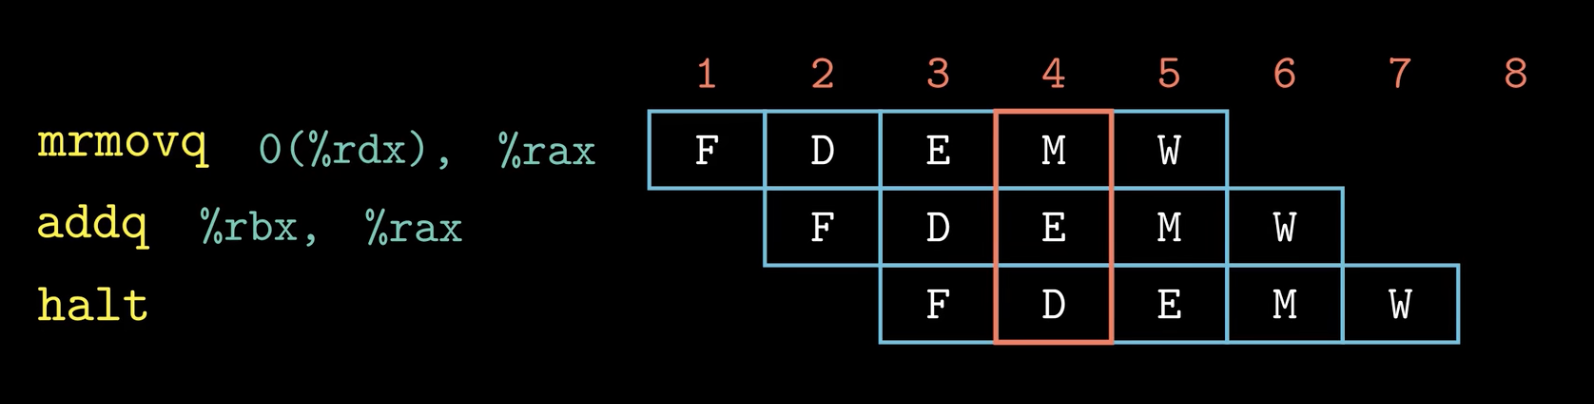 1 2 3 4 5 6 7 8
mrmovq 0(%rdx), %rax F D E M W
addq %rbx, %rax F D E M W
halt F D E M W